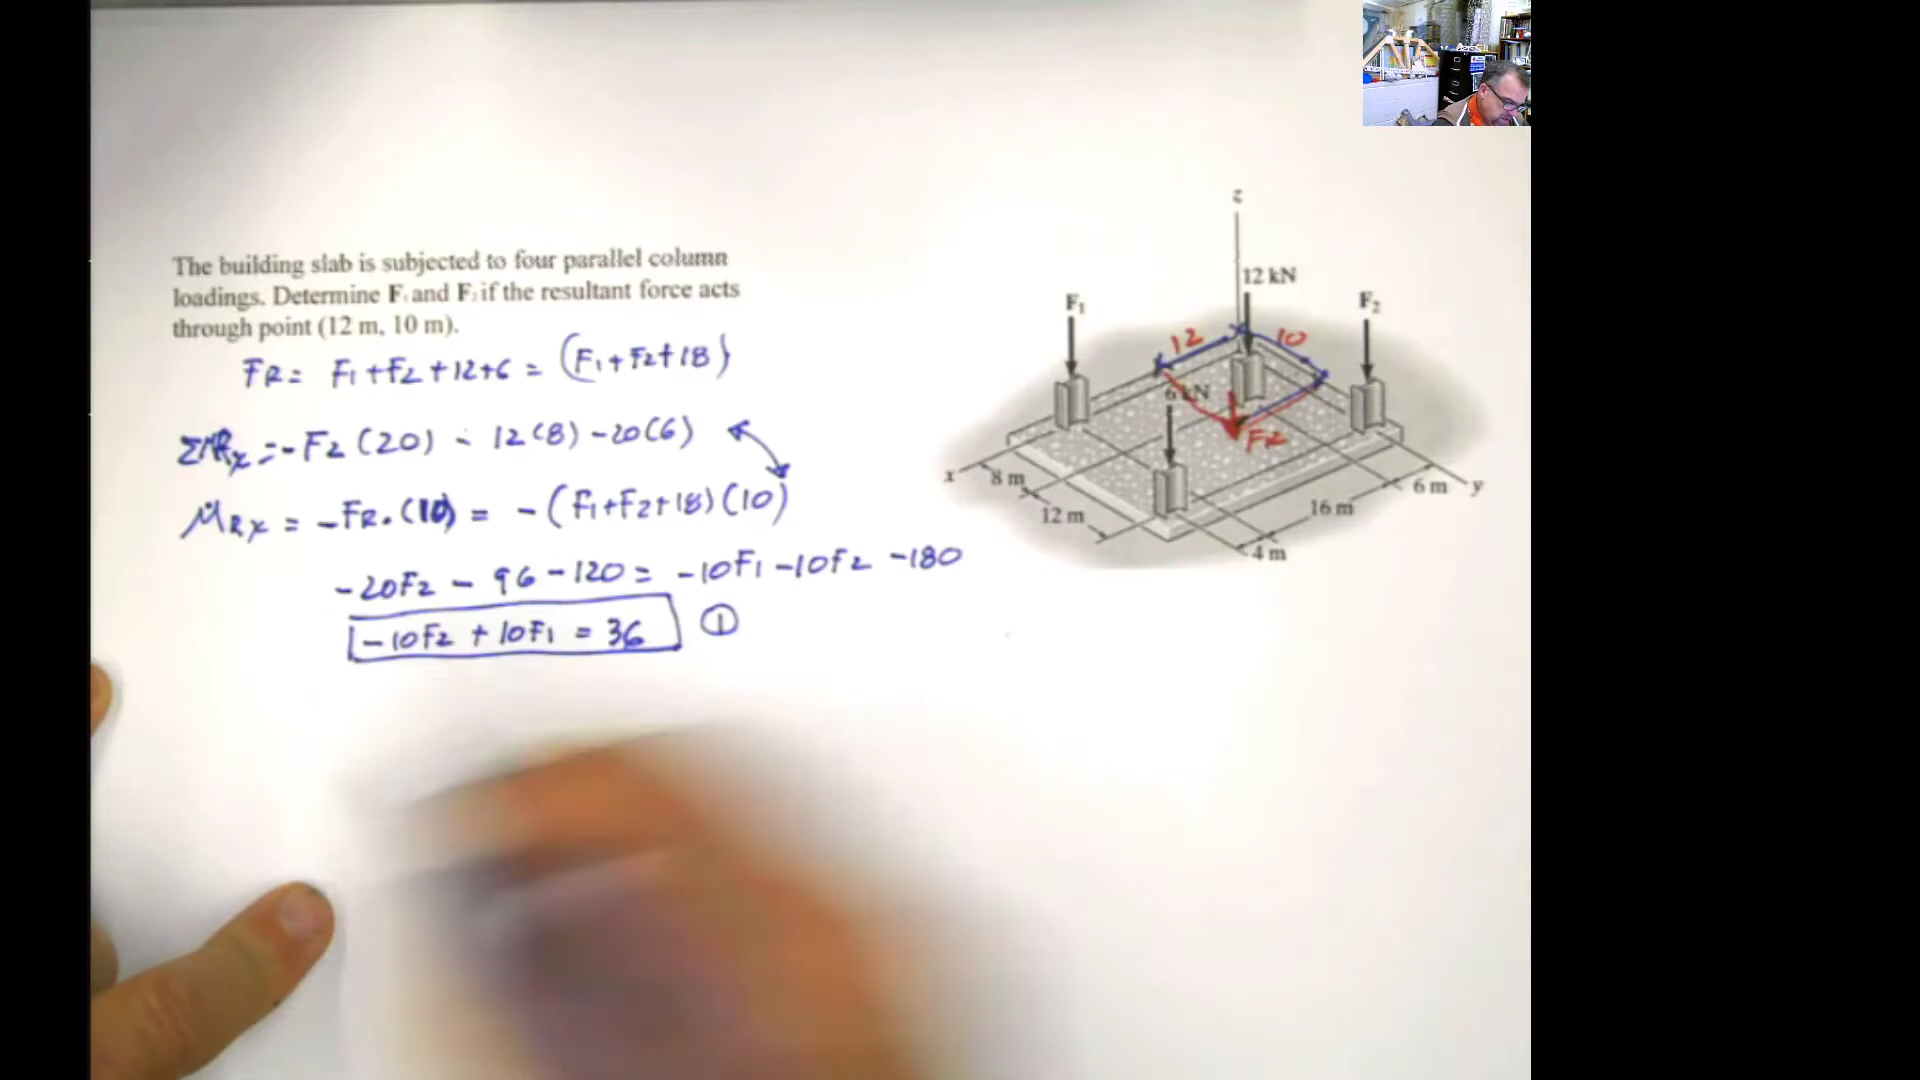 The building slab is subjected to four parallel column
loadings. Determine F₁ and F₂ if the resultant force acts
through point (12 m, 10 m).
FR = F1+F2+12+6 = (F1+F2+18)
ΣMRx = -F2(20) - 12(8) - 20(6)
MRx = -FR.(10) = -(F1+F2+18)(10)
-20F2 - 96 - 120 = -10F1 - 10F2 - 180
-10F2 + 10F1 = 36 ①
z
12 kN
F₁
F₂
12
10
6 kN
FR
x
8 m
12 m
16 m
6 m
y
4 m